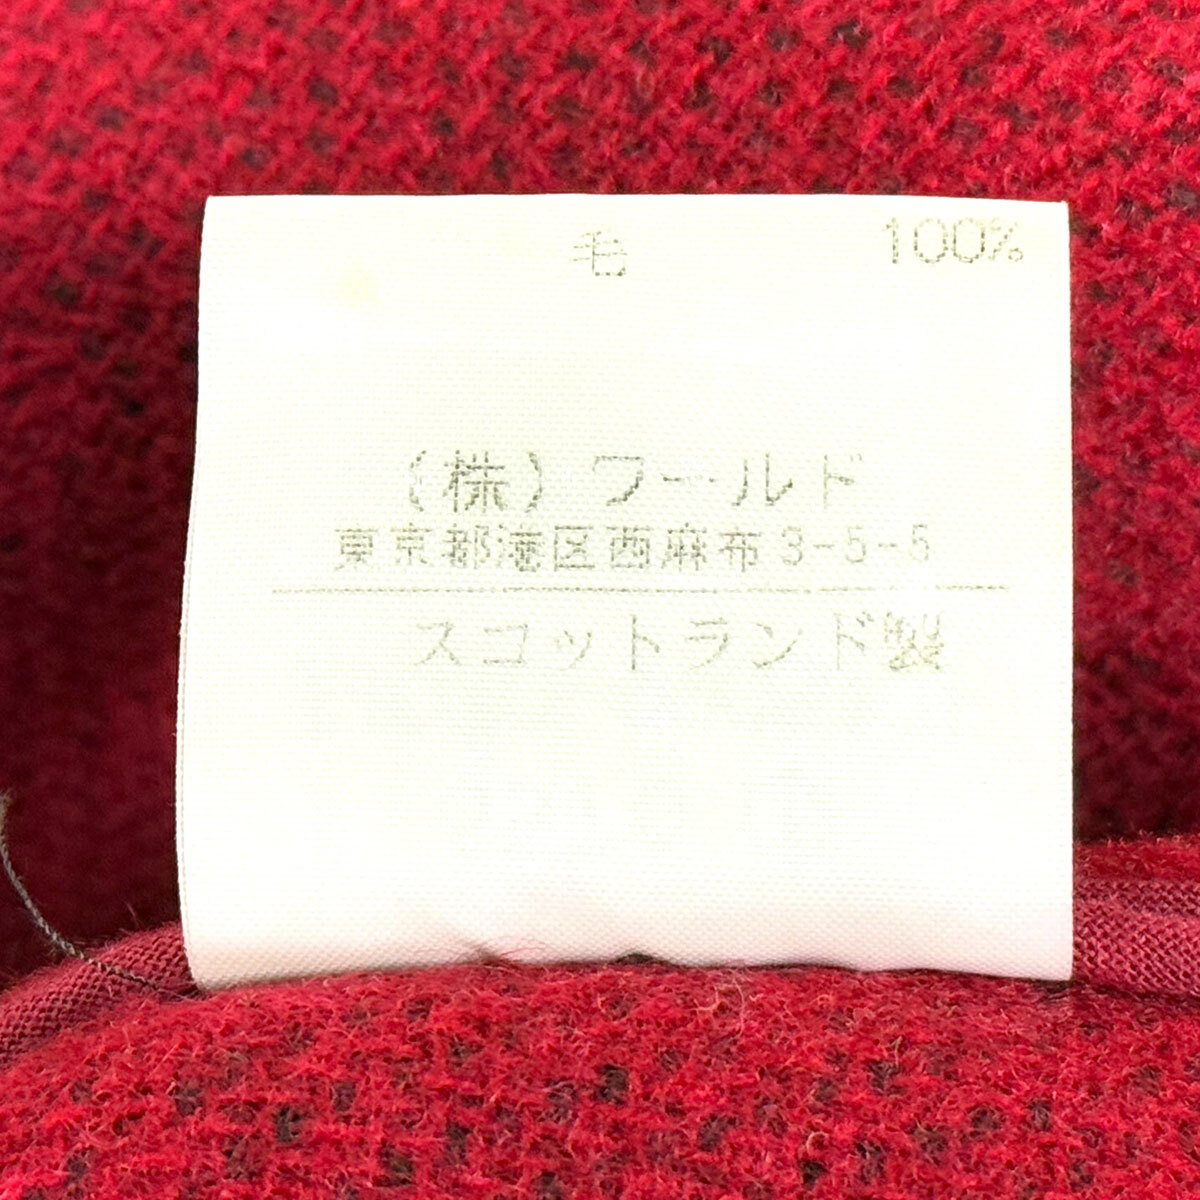 毛 100%
(株) ワールド
東京都港区西麻布3-5-5
スコットランド製